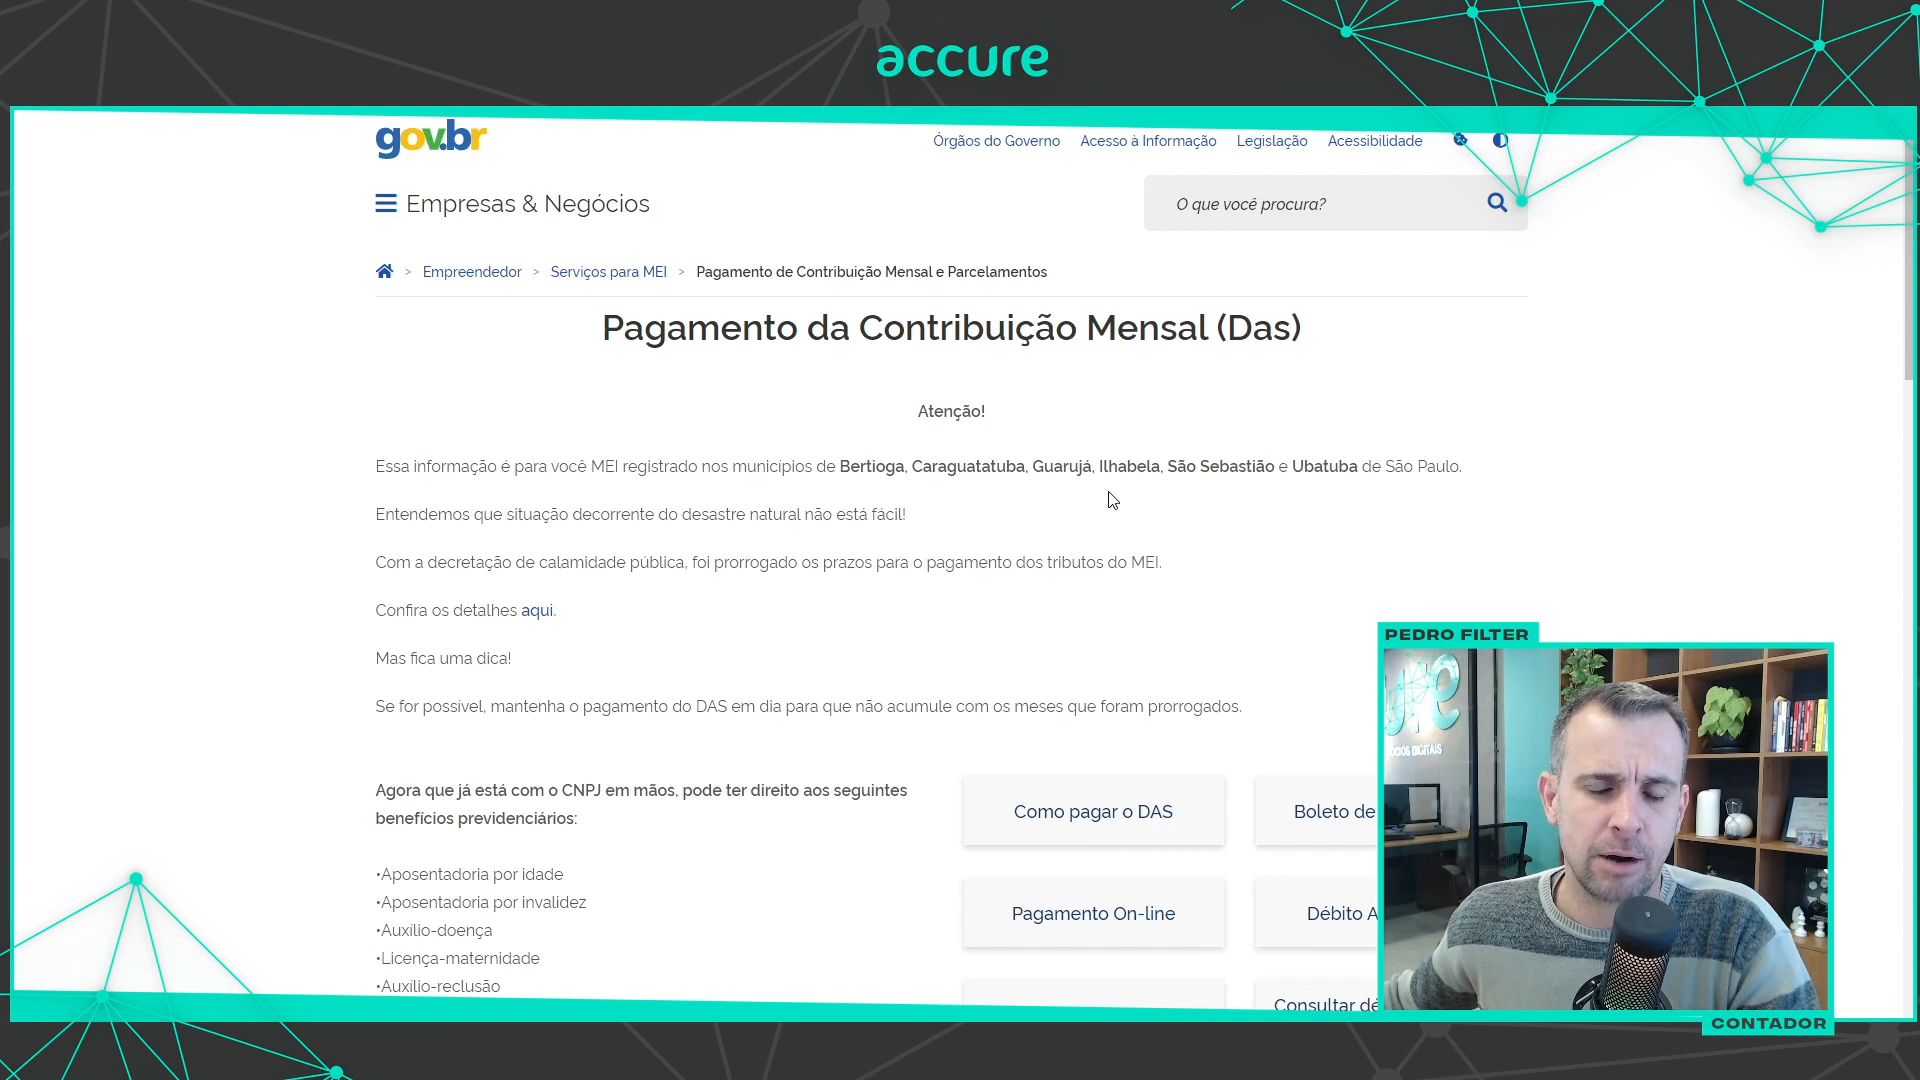 accure
gov.br
Órgãos do Governo Acesso à Informação Legislação Acessibilidade
Empresas & Negócios
O que você procura?
> Empreendedor > Serviços para MEI > Pagamento de Contribuição Mensal e Parcelamentos
Pagamento da Contribuição Mensal (Das)
Atenção!
Essa informação é para você MEI registrado nos municípios de Bertioga, Caraguatatuba, Guarujá, Ilhabela, São Sebastião e Ubatuba de São Paulo.
Entendemos que situação decorrente do desastre natural não está fácil!
Com a decretação de calamidade pública, foi prorrogado os prazos para o pagamento dos tributos do MEI.
Confira os detalhes aqui.
Mas fica uma dica!
Se for possível, mantenha o pagamento do DAS em dia para que não acumule com os meses que foram prorrogados.
Agora que já está com o CNPJ em mãos, pode ter direito aos seguintes
benefícios previdenciários:
•Aposentadoria por idade
•Aposentadoria por invalidez
•Auxílio-doença
•Licença-maternidade
•Auxílio-reclusão
Como pagar o DAS
Boleto de
Pagamento On-line
Débito A
Consultar dé
PEDRO FILTER
ure
ÓCIOS DIGITAIS
CONTADOR